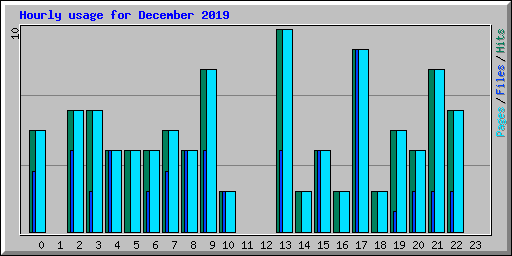 Hourly usage for December 2019
10
Pages/Files/Hits
0 1 2 3 4 5 6 7 8 9 10 11 12 13 14 15 16 17 18 19 20 21 22 23